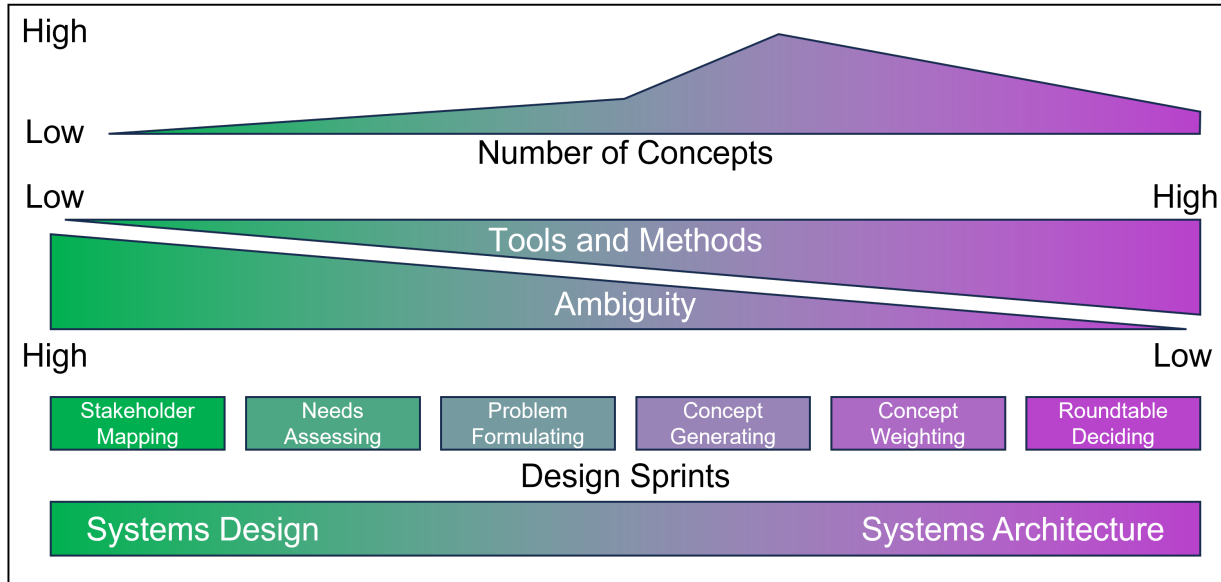 High
Low
Number of Concepts
Low
High
Tools and Methods
Ambiguity
High
Low
Stakeholder
Mapping
Needs
Assessing
Problem
Formulating
Concept
Generating
Concept
Weighting
Roundtable
Deciding
Design Sprints
Systems Design
Systems Architecture